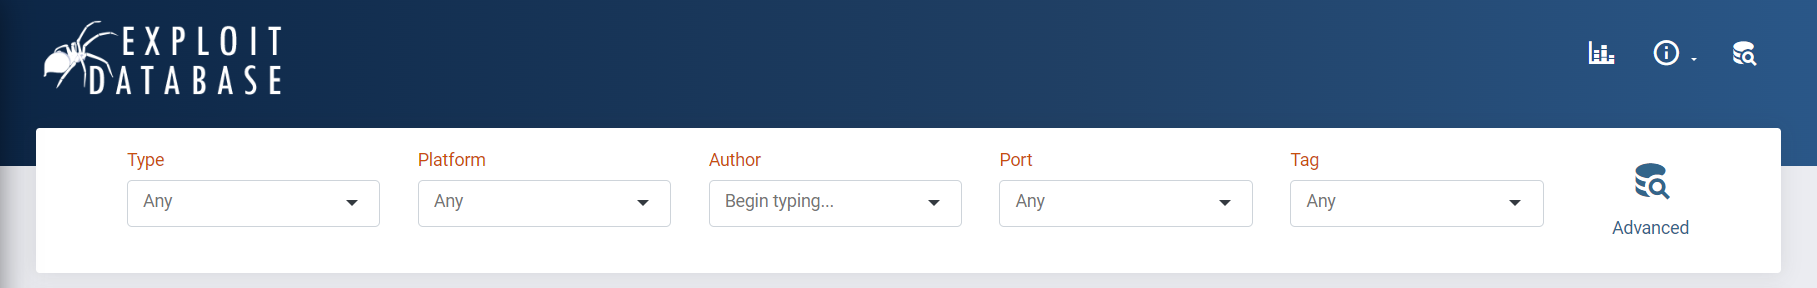 EXPLOIT
DATABASE
Type
Platform
Author
Port
Tag
Any
Any
Begin typing...
Any
Any
Advanced